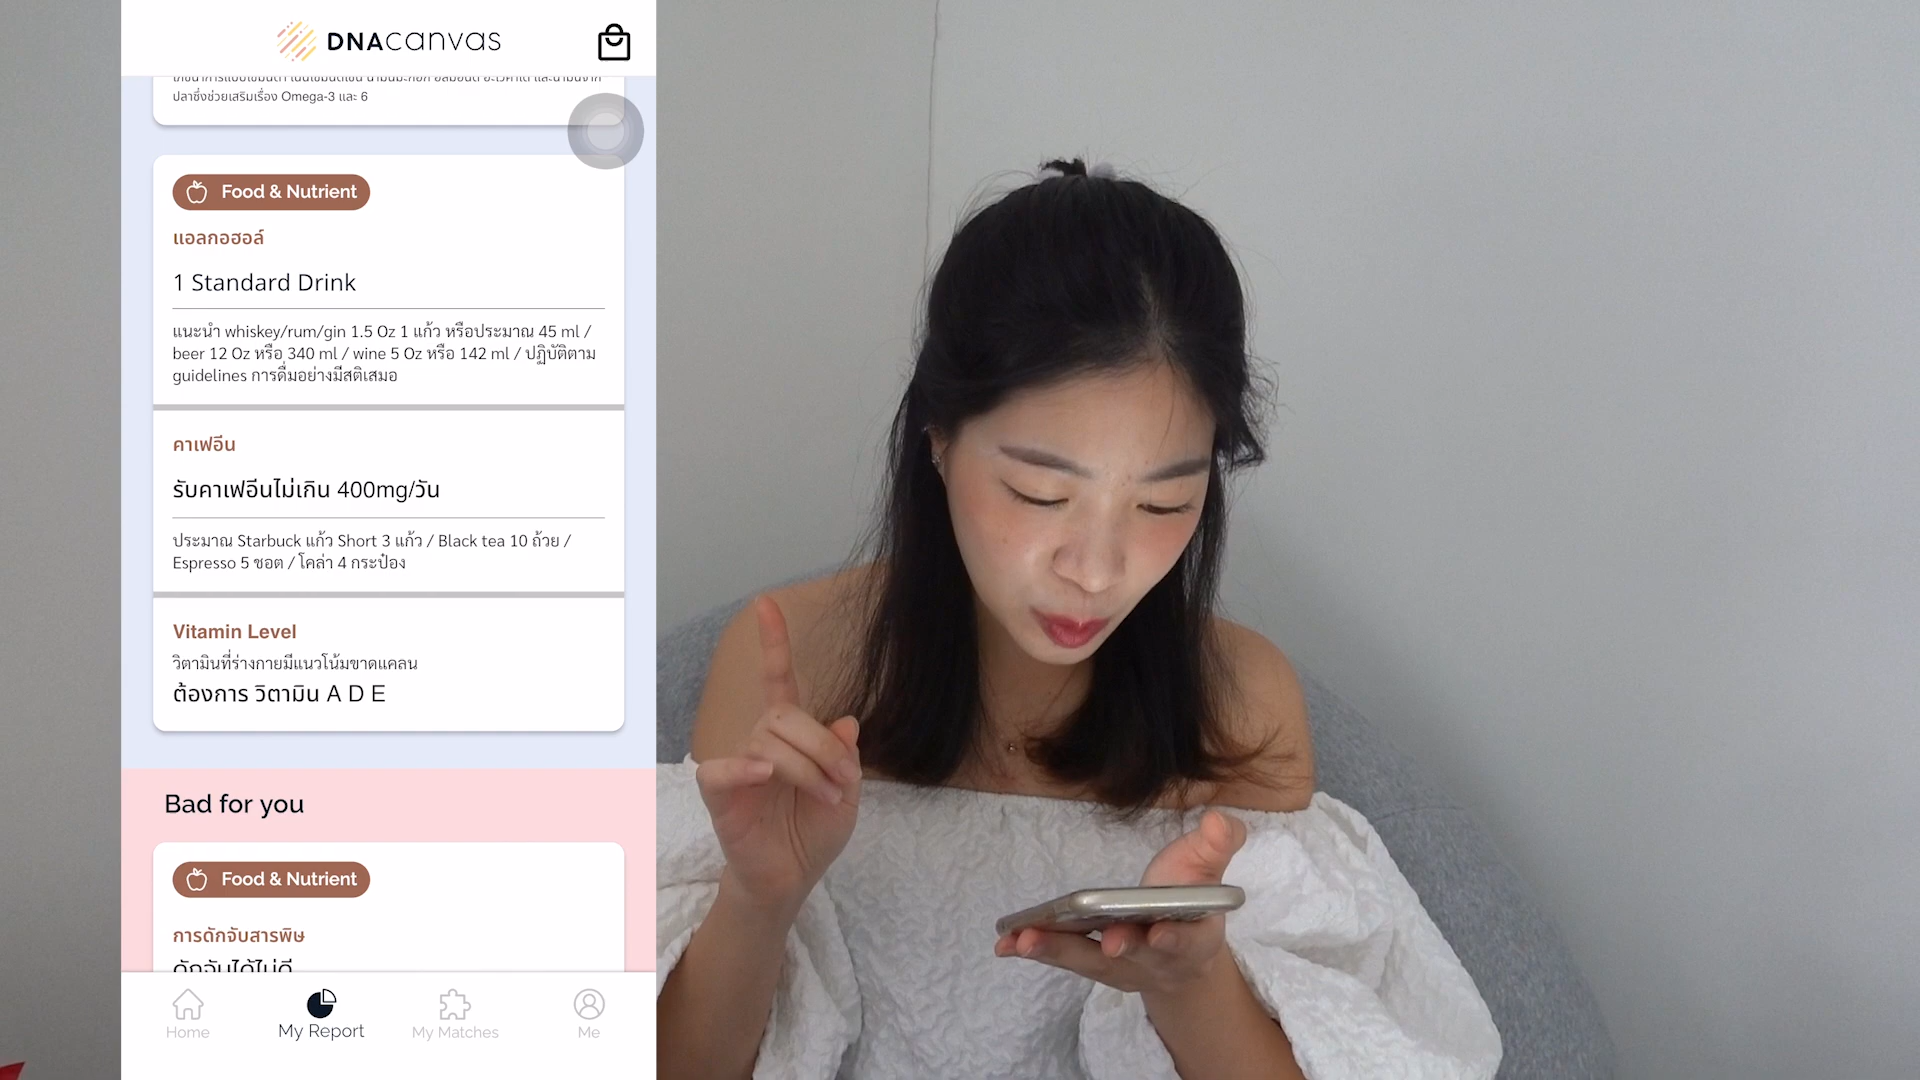 DNAcanvas
ปลาซึ่งช่วยเสริมเรื่อง Omega-3 และ 6
Food & Nutrient
แอลกอฮอล์
1 Standard Drink
แนะนำ whiskey/rum/gin 1.5 Oz 1 แก้ว หรือประมาณ 45 ml /
beer 12 Oz หรือ 340 ml / wine 5 Oz หรือ 142 ml / ปฏิบัติตาม
guidelines การดื่มอย่างมีสติเสมอ
คาเฟอีน
รับคาเฟอีนไม่เกิน 400mg/วัน
ประมาณ Starbuck แก้ว Short 3 แก้ว / Black tea 10 ถ้วย /
Espresso 5 ชอต / โคล่า 4 กระป๋อง
Vitamin Level
วิตามินที่ร่างกายมีแนวโน้มขาดแคลน
ต้องการ วิตามิน A D E
Bad for you
Food & Nutrient
การดักจับสารพิษ
ดักจับได้ไม่ดี
Home
My Report
My Matches
Me